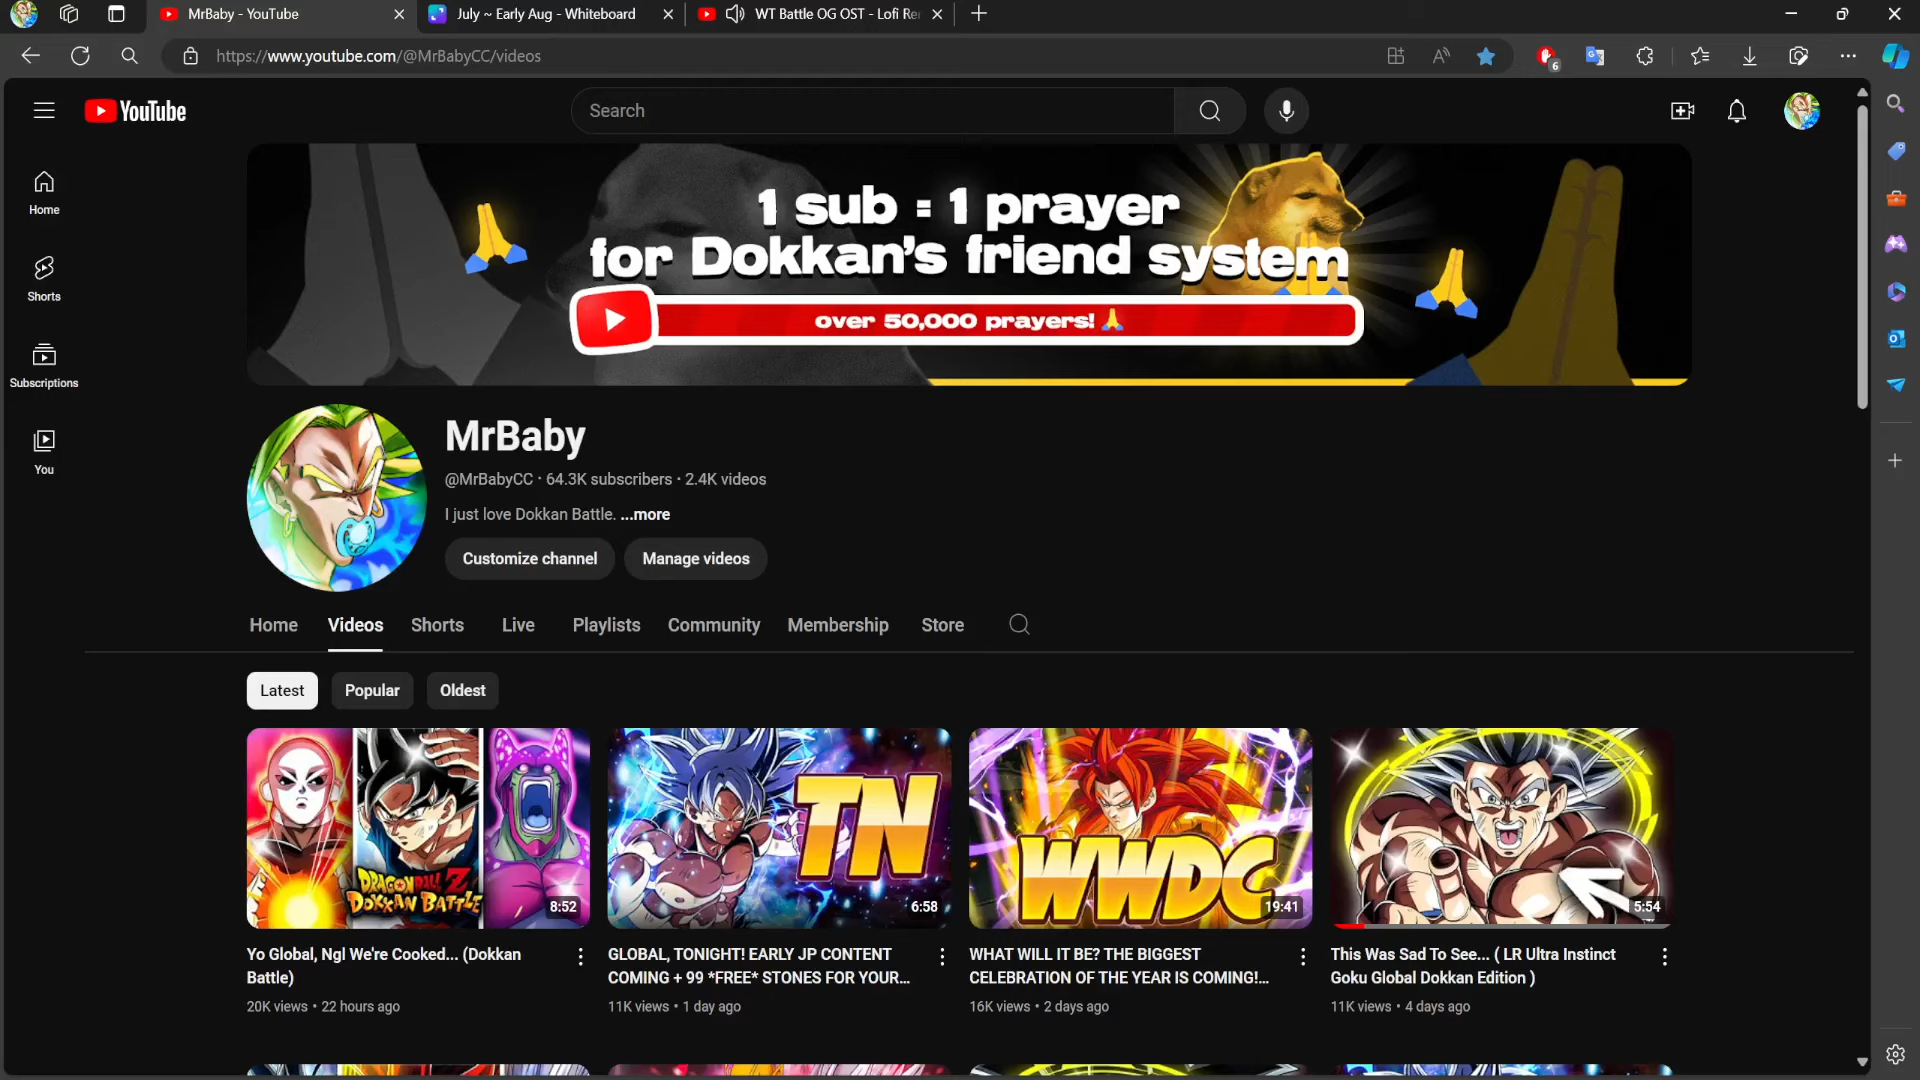 MrBaby - YouTube
July ~ Early Aug - Whiteboard
WT Battle OG OST - Lofi Re
https://www.youtube.com/@MrBabyCC/videos
6
YouTube
Search
Home
Shorts
Subscriptions
You
1 sub = 1 prayer
for Dokkan's friend system
over 50,000 prayers! 🙏
MrBaby
@MrBabyCC · 64.3K subscribers · 2.4K videos
I just love Dokkan Battle. ...more
Customize channel
Manage videos
Home
Videos
Shorts
Live
Playlists
Community
Membership
Store
Latest
Popular
Oldest
DRAGONBALL Z
DOKKAN BATTLE
8:52
TN
6:58
WWDC
19:41
5:54
Yo Global, Ngl We're Cooked... (Dokkan
Battle)
20K views • 22 hours ago
GLOBAL, TONIGHT! EARLY JP CONTENT
COMING + 99 *FREE* STONES FOR YOUR...
11K views • 1 day ago
WHAT WILL IT BE? THE BIGGEST
CELEBRATION OF THE YEAR IS COMING!...
16K views • 2 days ago
This Was Sad To See... ( LR Ultra Instinct
Goku Global Dokkan Edition )
11K views • 4 days ago